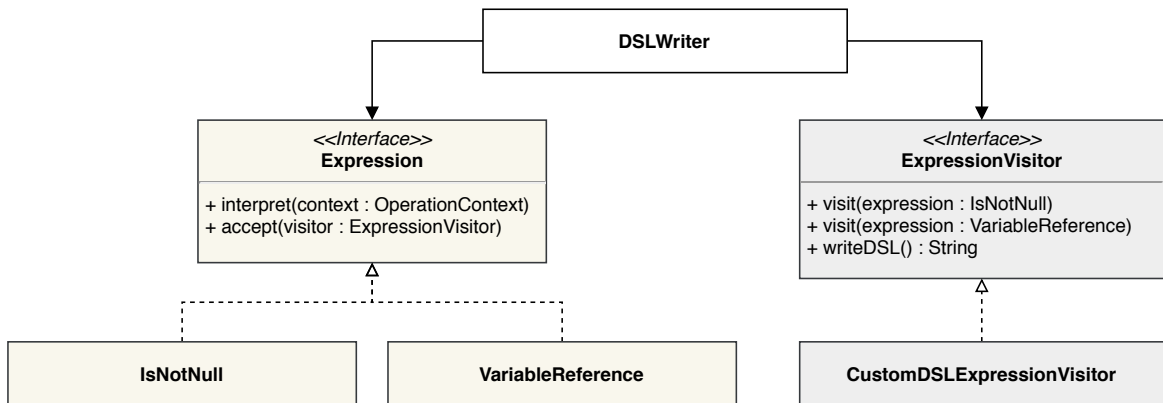 DSLWriter
<<Interface>>
Expression
+ interpret(context : OperationContext)
+ accept(visitor : ExpressionVisitor)
<<Interface>>
ExpressionVisitor
+ visit(expression : IsNotNull)
+ visit(expression : VariableReference)
+ writeDSL() : String
IsNotNull
VariableReference
CustomDSLExpressionVisitor